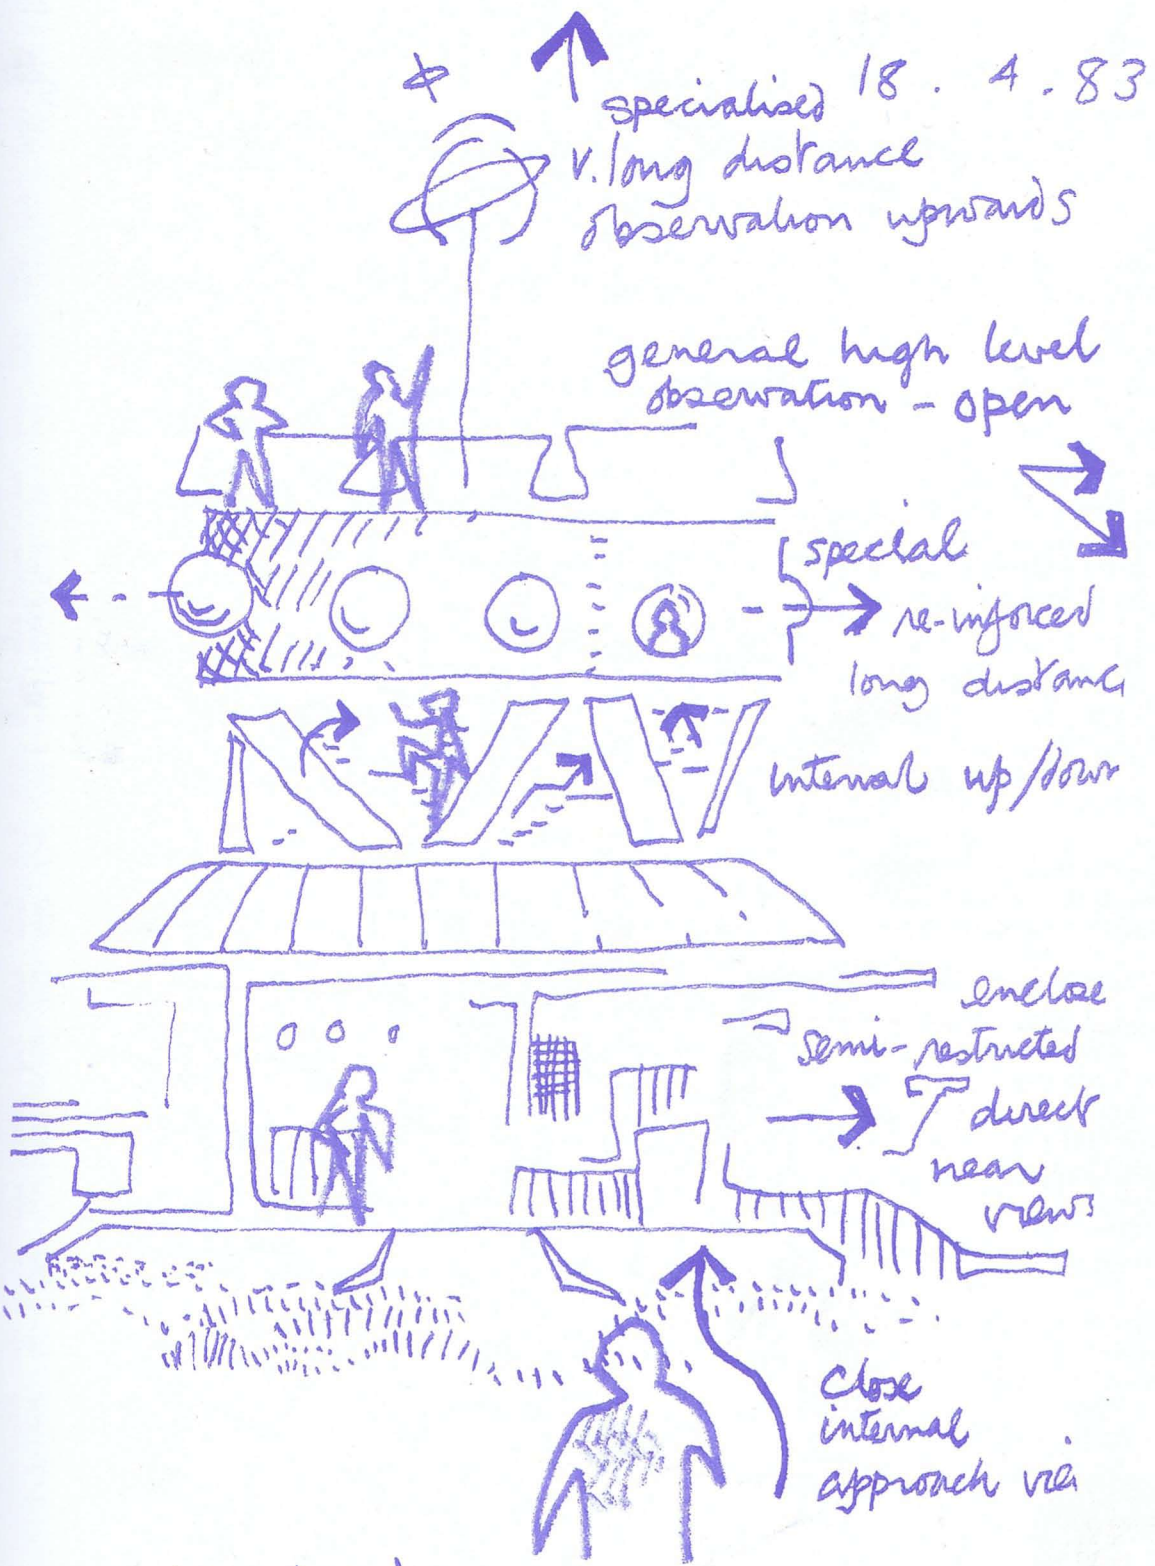 18 . 4 . 83
specialised
v. long distance
observation upwards
general high level
observation - open
special
re-inforced
long distance
internal up/down
enclose
semi-restricted
direct
near
views
close
internal
approach via